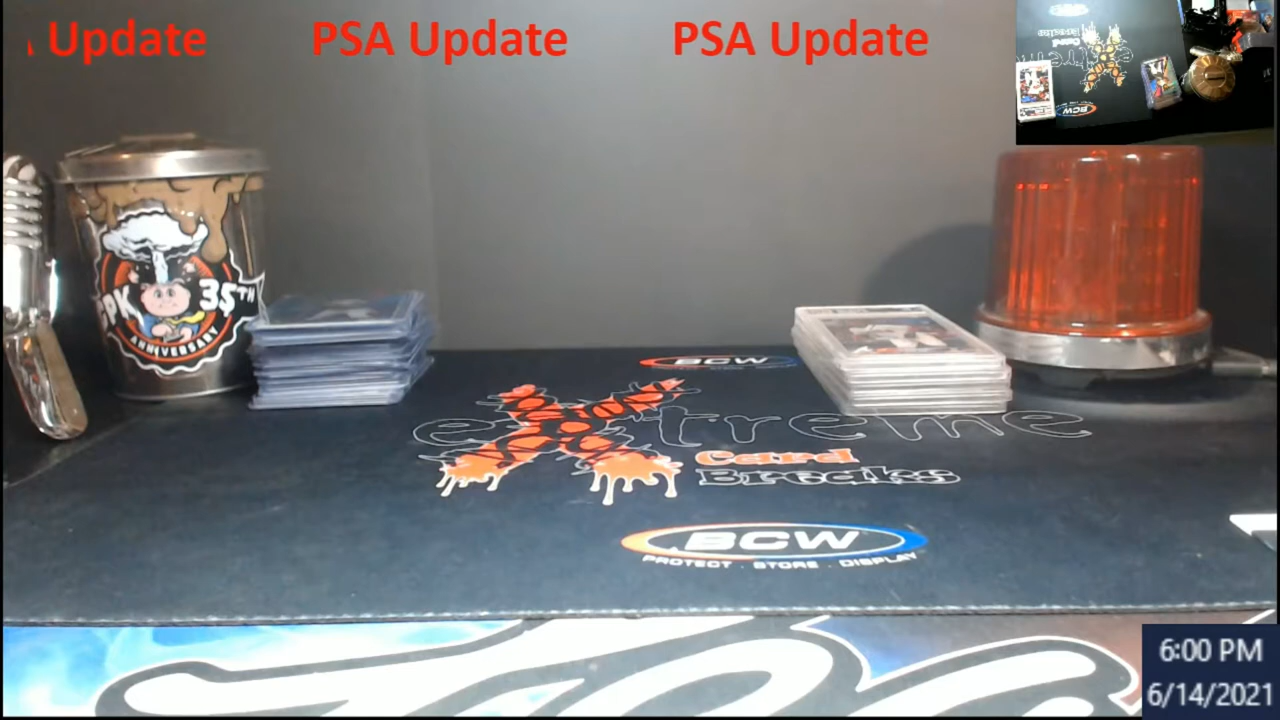 Update PSA Update PSA Update
GPK 35TH
ANNIVERSARY
BCW
eXtreme
Card
Breaks
BCW
PROTECT · STORE · DISPLAY
6:00 PM
6/14/2021